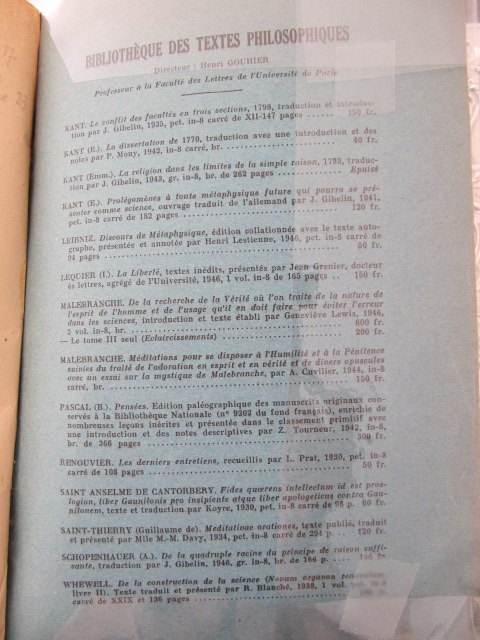 BIBLIOTHÈQUE DES TEXTES PHILOSOPHIQUES
Directeur : Henri GOUHIER
Professeur à la Faculté des Lettres de l'Université de Paris
KANT. Le conflit des facultés en trois sections, 1798, traduction et introduc-
tion par J. Gibelin, 1935, pet. in-8 carré de XII-147 pages ...... 150 fr.
KANT (E.). La dissertation de 1770, traduction avec une introduction et des
notes par P. Mouy, 1942, in-8 carré, br. .................... 40 fr.
KANT (Emm.). La religion dans les limites de la simple raison, 1793, traduc-
tion par J. Gibelin, 1943, gr. in-8, br. de 262 pages ........ Epuisé
KANT (E.). Prolégomènes à toute métaphysique future qui pourra se pré-
senter comme science, ouvrage traduit de l'allemand par J. Gibelin, 1941,
pet. in-8 carré de 182 pages .................... 120 fr.
LEIBNIZ. Discours de Métaphysique, édition collationnée avec le texte auto-
graphe, présentée et annotée par Henri Lestienne, 1946, pet. in-8 carré de
94 pages .................... 50 fr.
LEQUIER (I.). La Liberté, textes inédits, présentés par Jean Grenier, docteur
ès lettres, agrégé de l'Université, 1946, 1 vol. in-8 de 165 pages .. 150 fr.
MALEBRANCHE. De la recherche de la Vérité où l'on traite de la nature de
l'esprit de l'homme et de l'usage qu'il en doit faire pour éviter l'erreur
dans les sciences, introduction et texte établi par Geneviève Lewis, 1946,
3 vol. in-8, br. .................... 600 fr.
— Le tome III seul (Eclaircissements) .................... 200 fr.
MALEBRANCHE. Méditations pour se disposer à l'Humilité et à la Pénitence
suivies du traité de l'adoration en esprit et en vérité et de divers opuscules
avec un essai sur la mystique de Malebranche, par A. Cuvillier, 1944, in-8
carré, br. .................... 150 fr.
PASCAL (B.). Pensées. Edition paléographique des manuscrits originaux con-
servés à la Bibliothèque Nationale (n° 9202 du fond français), enrichie de
nombreuses leçons inérites et présentée dans le classement primitif avec
une introduction et des notes descriptives par Z. Tourneur, 1942, in-8,
br. de 366 pages .................... 300 fr.
RENOUVIER. Les derniers entretiens, recueillis par L. Prat, 1930, pet. in-8
carré de 108 pages .................... 50 fr.
SAINT ANSELME DE CANTORBERY. Fides quærens intellectum id est pros-
logion, liber Gaunilonis pro insipiente atque liber apologeticus contra Gau-
nilonem, texte et traduction par Koyre, 1930, pet. in-8 carré de 98 p. 60 fr.
SAINT-THIERRY (Guillaume de). Meditativae orationes, texte publié, traduit
et présenté par Mlle M.-M. Davy, 1934, pet. in-8 carré de 294 p. .. 120 fr.
SCHOPENHAUER (A.). De la quadruple racine du principe de raison suffi-
sante, traduction par J. Gibelin, 1946, gr. in-8, br. de 166 p. ....
WHEWELL. De la construction de la science (Novum organon
livre II). Texte traduit et présenté par R. Blanché, 1938, 1 vol.
carré de XXIX et 136 pages ....................